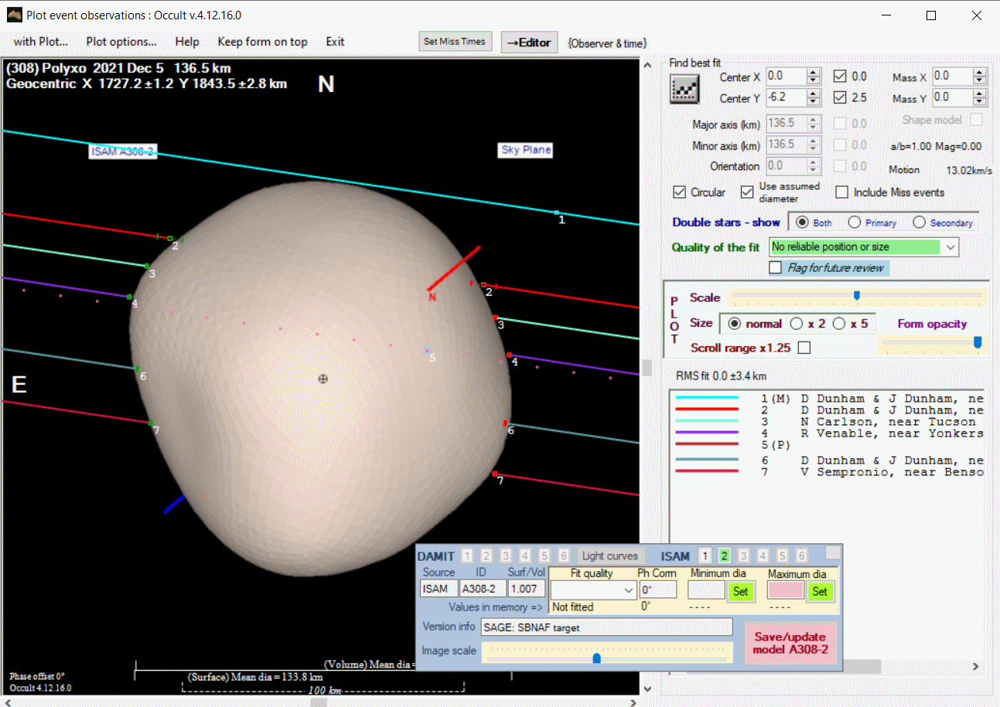 Plot event observations : Occult v.4.12.16.0
with Plot... Plot options... Help Keep form on top Exit Set Miss Times →Editor {Observer & time}
(308) Polyxo 2021 Dec 5 136.5 km
Geocentric X 1727.2 ±1.2 Y 1843.5 ±2.8 km
N
ISAM A308-2
Sky Plane
1
2
3
4
2
3
N
4
5
6
E
7
6
7
Phase offset 0°
Occult 4.12.16.0
(Volume) Mean dia =
(Surface) Mean dia = 133.8 km
100 km
Find best fit
Center X 0.0 0.0 Mass X 0.0
Center Y -6.2 2.5 Mass Y 0.0
Major axis (km) 136.5 0.0 Shape model
Minor axis (km) 136.5 0.0 a/b=1.00 Mag=0.00
Orientation 0.0 0.0 Motion 13.02km/s
Circular Use assumed diameter Include Miss events
Double stars - show Both Primary Secondary
Quality of the fit No reliable position or size
Flag for future review
PLOT
Scale
Size normal x 2 x 5 Form opacity
Scroll range x1.25
RMS fit 0.0 ±3.4 km
1(M) D Dunham & J Dunham, ne
2 D Dunham & J Dunham, ne
3 N Carlson, near Tucson
4 R Venable, near Yonkers
5(P)
6 D Dunham & J Dunham, ne
7 V Sempronio, near Benso
DAMIT 1 2 3 4 5 6 Light curves ISAM 1 2 3 4 5 6
Source ID Surf/Vol Fit quality Ph Corrn Minimum dia Maximum dia
ISAM A308-2 1.007 0° Set Set
Values in memory => Not fitted 0° - - - - - - - -
Version info SAGE: SBNAF target
Image scale
Save/update
model A308-2